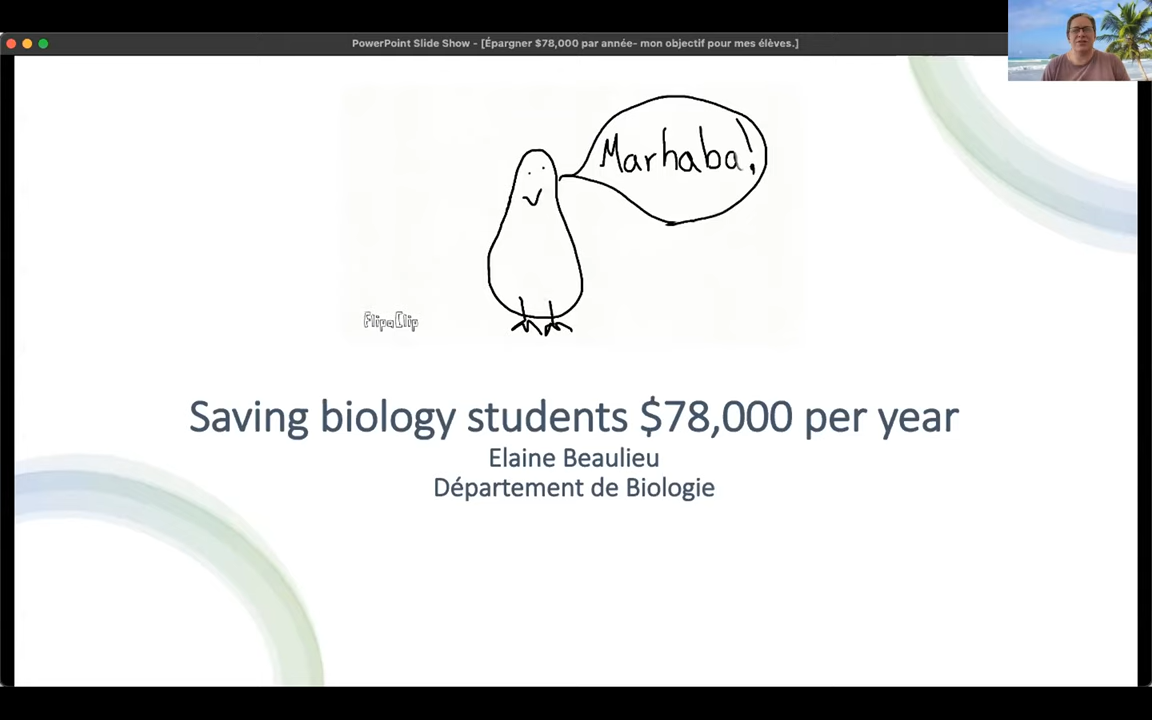 PowerPoint Slide Show - [Épargner $78,000 par année- mon objectif pour mes élèves.]
Marhaba!
FlipaClip
Saving biology students $78,000 per year
Elaine Beaulieu
Département de Biologie